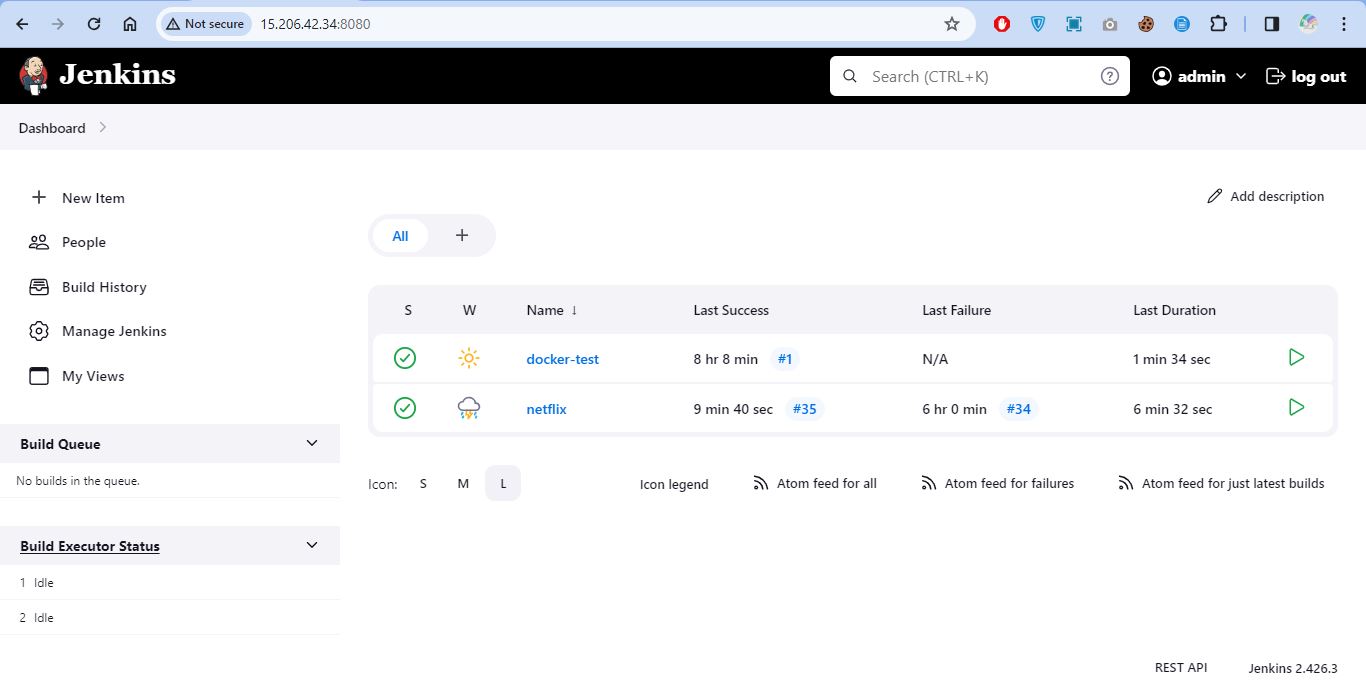 Not secure 15.206.42.34:8080
Jenkins Search (CTRL+K) admin log out
Dashboard
New Item
People
Build History
Manage Jenkins
My Views
Build Queue
No builds in the queue.
Build Executor Status
1 Idle
2 Idle
Add description
All
S W Name ↓ Last Success Last Failure Last Duration
docker-test 8 hr 8 min #1 N/A 1 min 34 sec
netflix 9 min 40 sec #35 6 hr 0 min #34 6 min 32 sec
Icon: S M L Icon legend Atom feed for all Atom feed for failures Atom feed for just latest builds
REST API Jenkins 2.426.3